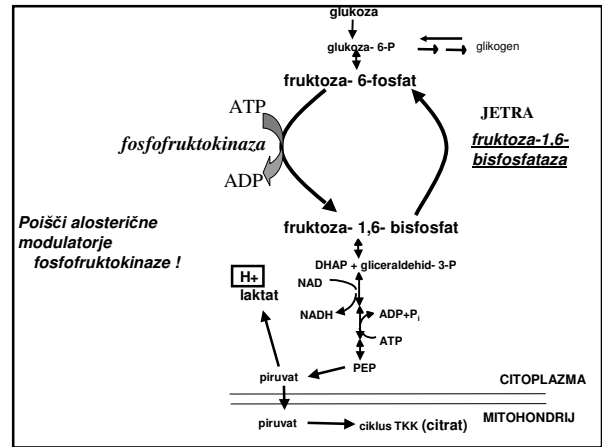 glukoza
glukoza- 6-P
glikogen
fruktoza- 6-fosfat
ATP
JETRA
fosfofruktokinaza
fruktoza-1,6-
bisfosfataza
ADP
Poišči alosterične
modulatorje
fosfofruktokinaze !
fruktoza- 1,6- bisfosfat
DHAP + gliceraldehid- 3-P
H+
laktat
NAD
NADH
ADP+Pi
ATP
PEP
piruvat
CITOPLAZMA
MITOHONDRIJ
piruvat
ciklus TKK (citrat)